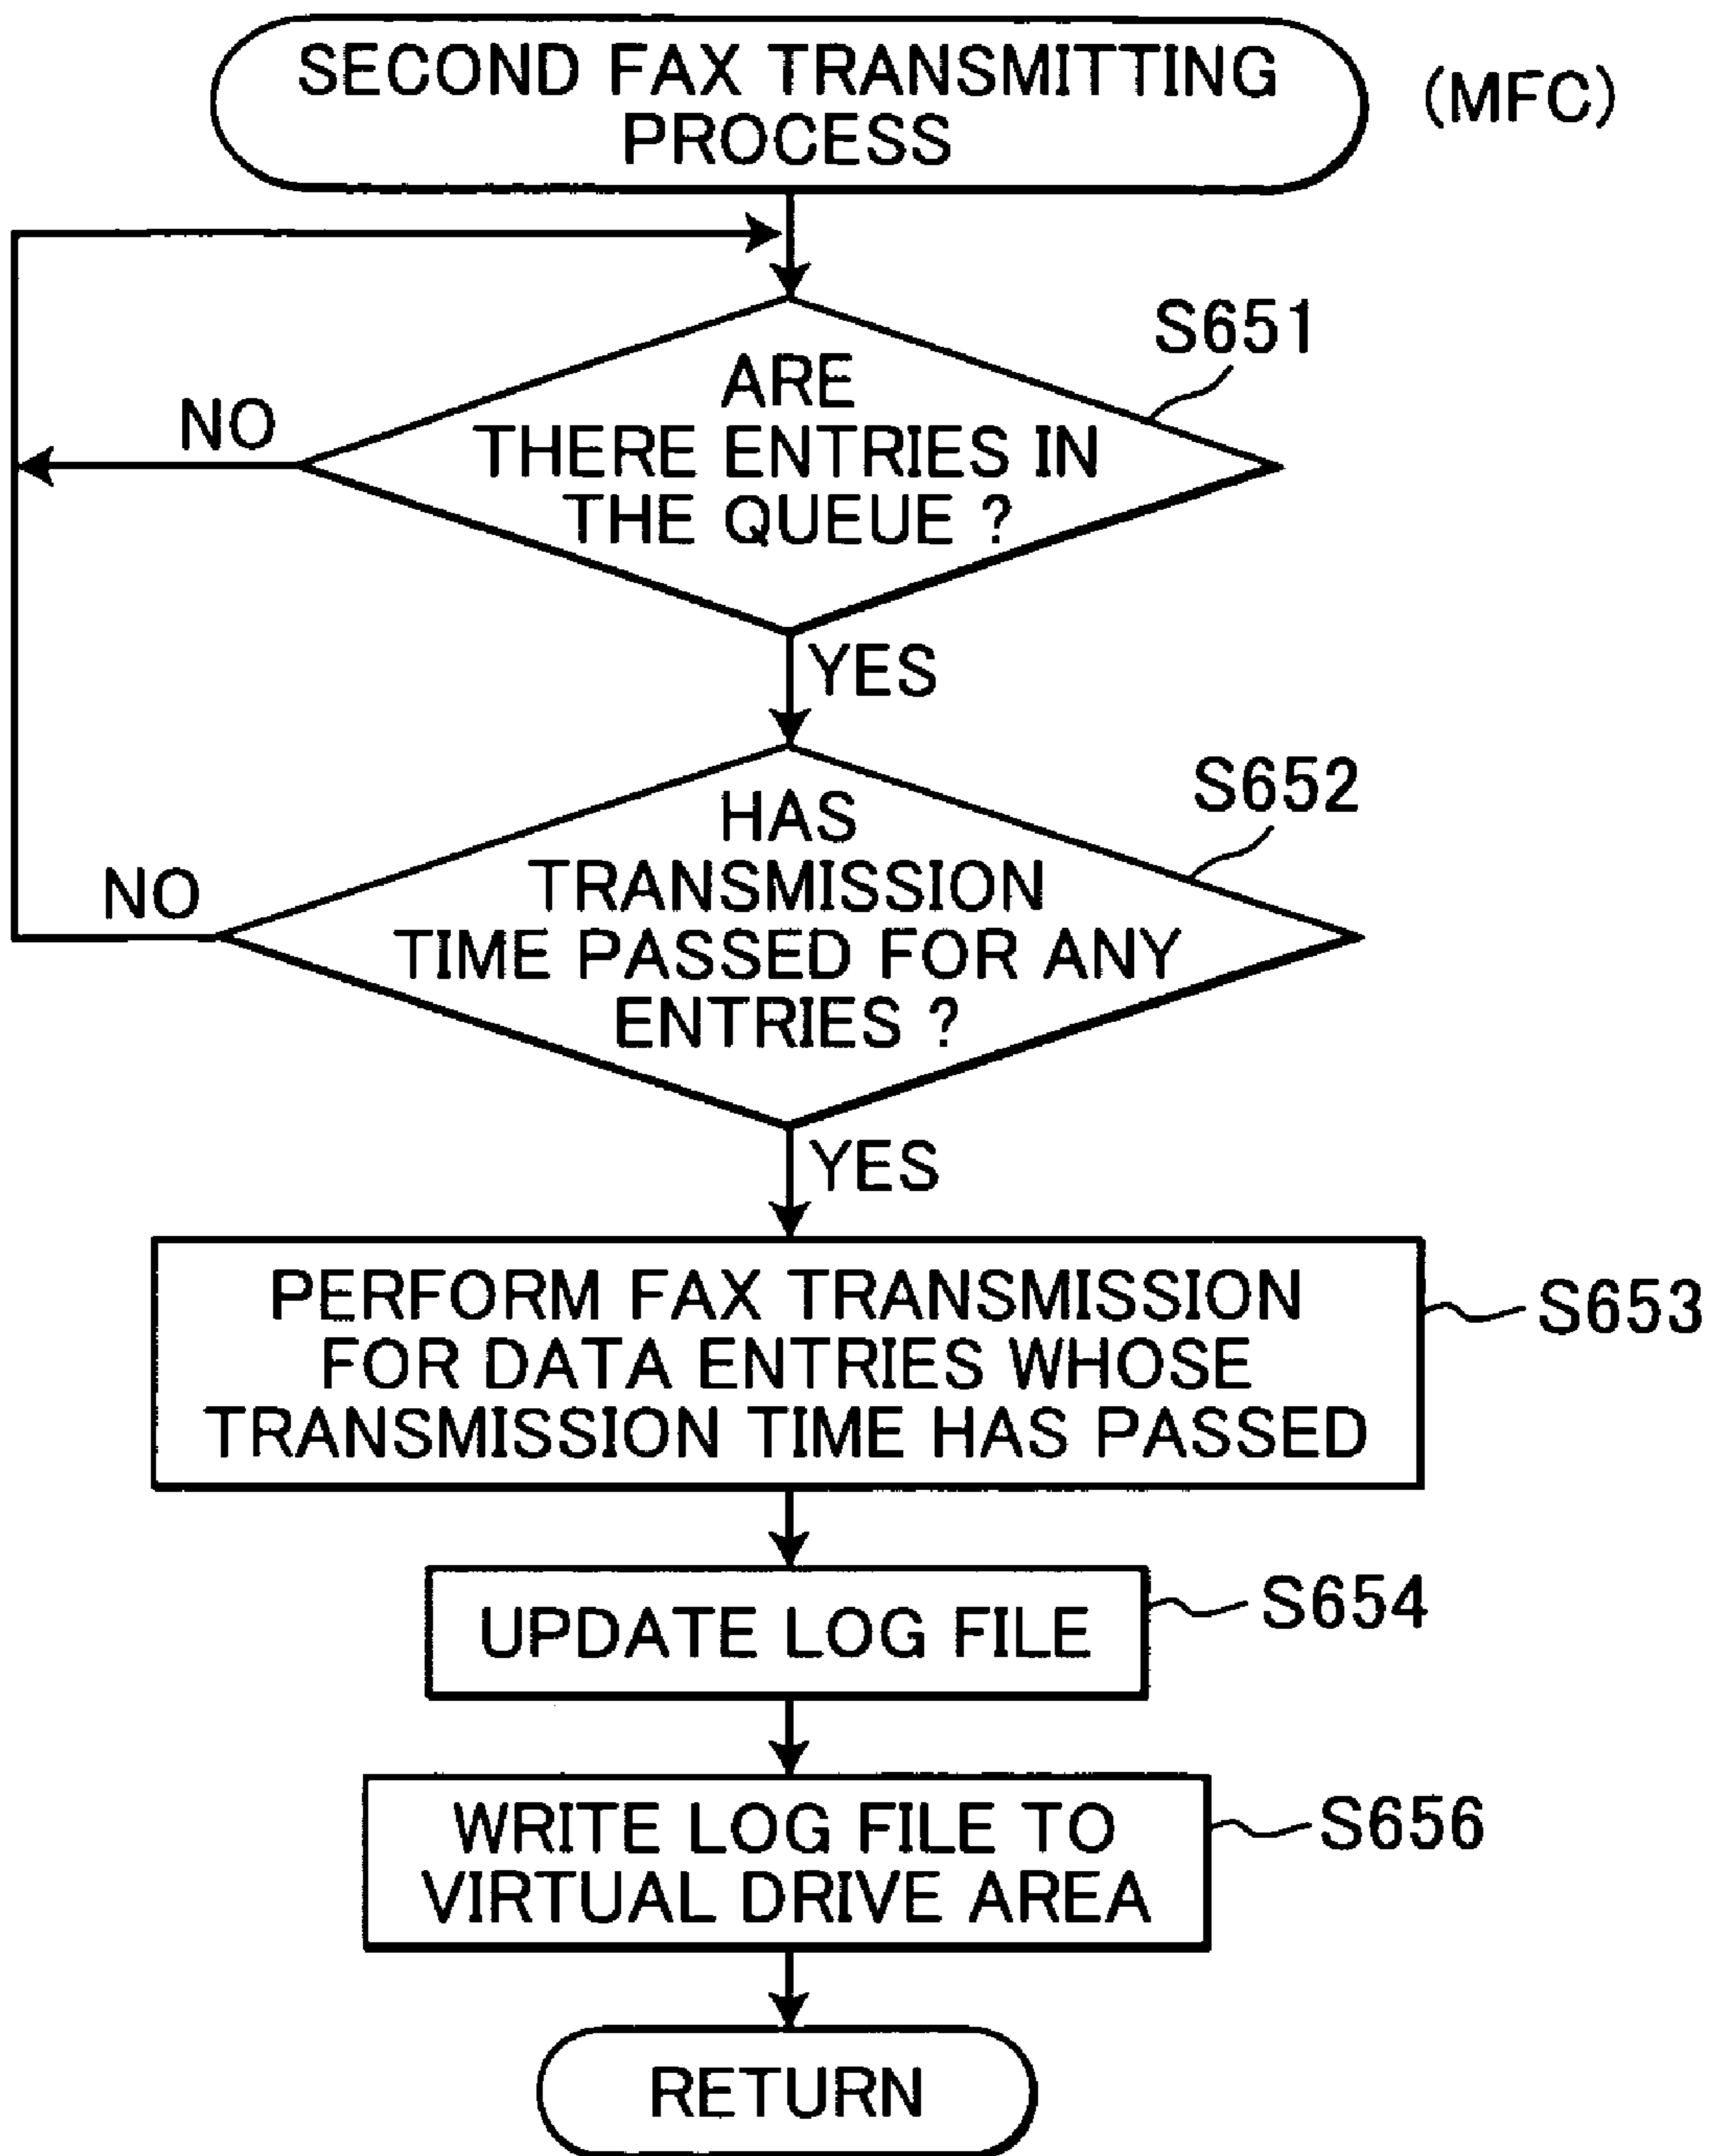 SECOND FAX TRANSMITTING
PROCESS
(MFC)
S651
ARE
THERE ENTRIES IN
THE QUEUE ?
NO
YES
S652
HAS
TRANSMISSION
TIME PASSED FOR ANY
ENTRIES ?
NO
YES
PERFORM FAX TRANSMISSION
FOR DATA ENTRIES WHOSE
TRANSMISSION TIME HAS PASSED
S653
UPDATE LOG FILE
S654
WRITE LOG FILE TO
VIRTUAL DRIVE AREA
S656
RETURN